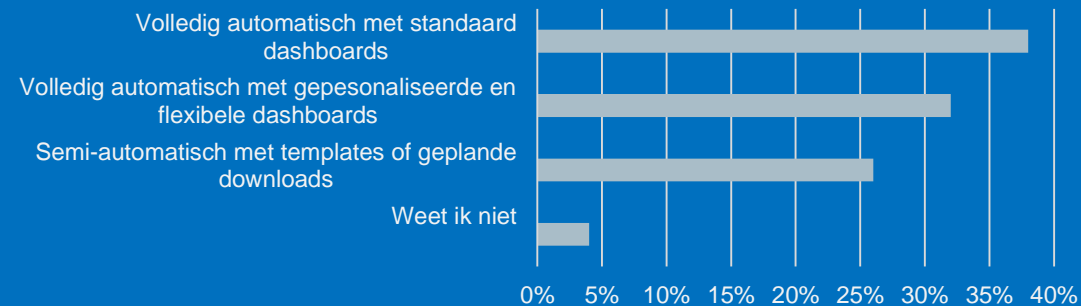 Volledig automatisch met standaard
dashboards
Volledig automatisch met gepesonaliseerde en
flexibele dashboards
Semi-automatisch met templates of geplande
downloads
Weet ik niet
0% 5% 10% 15% 20% 25% 30% 35% 40%